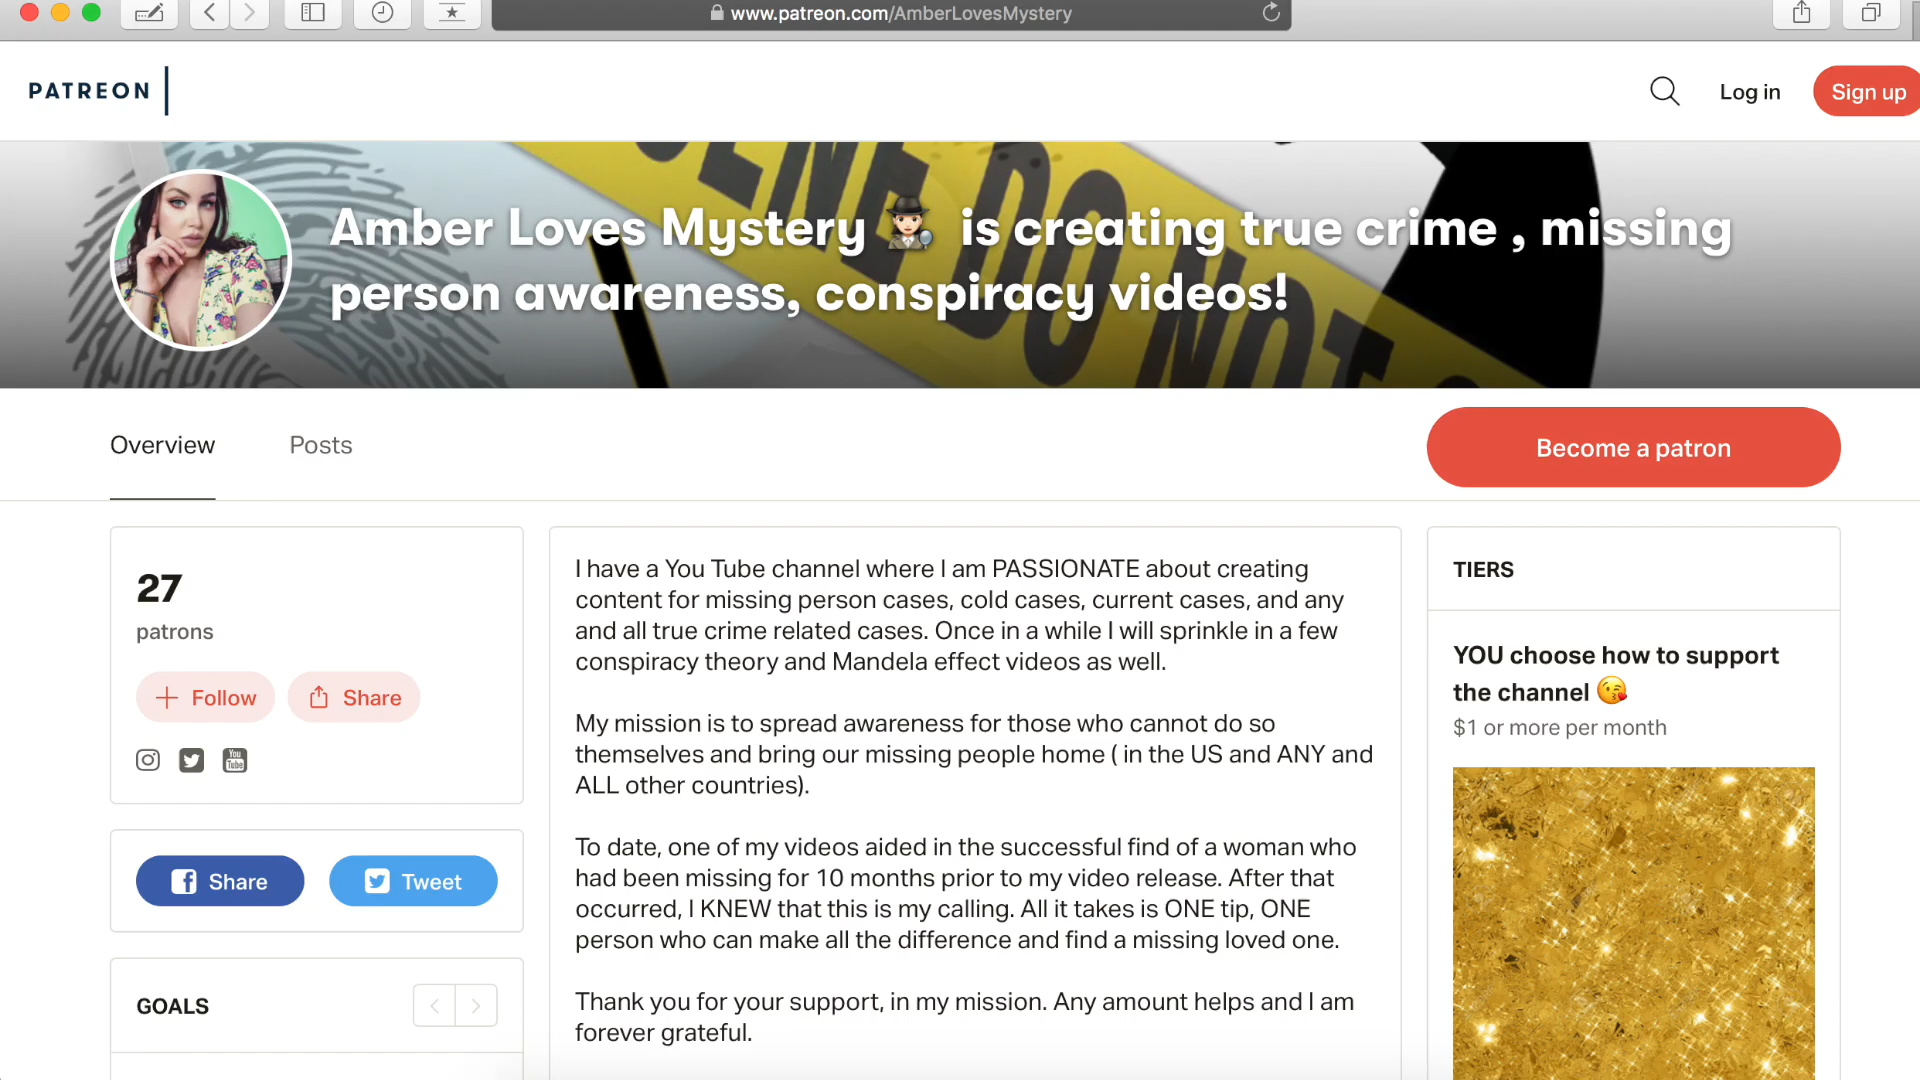 www.patreon.com/AmberLovesMystery
PATREON
Log in
Sign up
Amber Loves Mystery 🕵🏻‍♀️ is creating true crime , missing
person awareness, conspiracy videos!
ENE DO NOT
Overview
Posts
Become a patron
27
patrons
Follow
Share
You
Tube
Share
Tweet
GOALS
I have a You Tube channel where I am PASSIONATE about creating
content for missing person cases, cold cases, current cases, and any
and all true crime related cases. Once in a while I will sprinkle in a few
conspiracy theory and Mandela effect videos as well.
My mission is to spread awareness for those who cannot do so
themselves and bring our missing people home ( in the US and ANY and
ALL other countries).
To date, one of my videos aided in the successful find of a woman who
had been missing for 10 months prior to my video release. After that
occurred, I KNEW that this is my calling. All it takes is ONE tip, ONE
person who can make all the difference and find a missing loved one.
Thank you for your support, in my mission. Any amount helps and I am
forever grateful.
TIERS
YOU choose how to support
the channel 😘
$1 or more per month